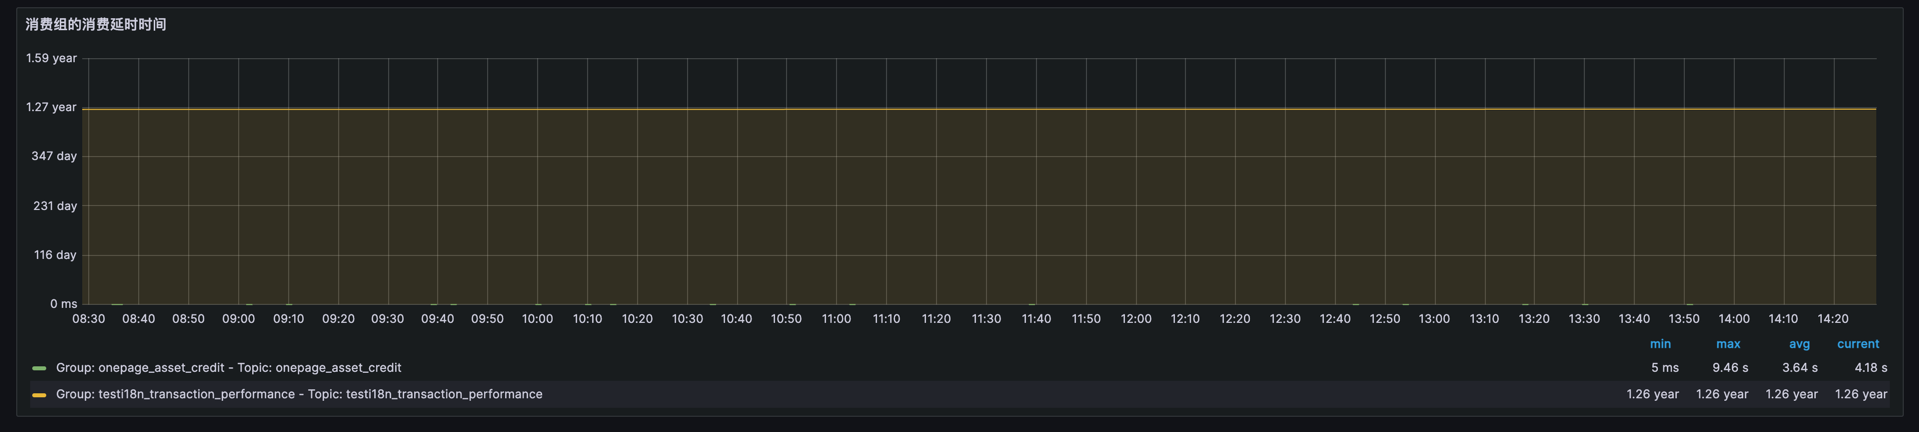 消费组的消费延时时间
1.59 year
1.27 year
347 day
231 day
116 day
0 ms
08:30 08:40 08:50 09:00 09:10 09:20 09:30 09:40 09:50 10:00 10:10 10:20 10:30 10:40 10:50 11:00 11:10 11:20 11:30 11:40 11:50 12:00 12:10 12:20 12:30 12:40 12:50 13:00 13:10 13:20 13:30 13:40 13:50 14:00 14:10 14:20
min max avg current
Group: onepage_asset_credit - Topic: onepage_asset_credit 5 ms 9.46 s 3.64 s 4.18 s
Group: testi18n_transaction_performance - Topic: testi18n_transaction_performance 1.26 year 1.26 year 1.26 year 1.26 year